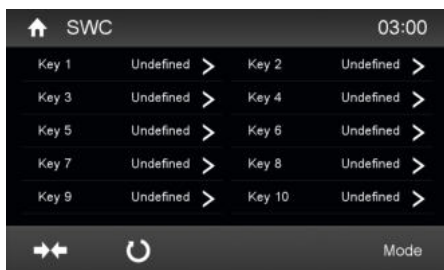 SWC 03:00
Key 1 Undefined Key 2 Undefined
Key 3 Undefined Key 4 Undefined
Key 5 Undefined Key 6 Undefined
Key 7 Undefined Key 8 Undefined
Key 9 Undefined Key 10 Undefined
Mode